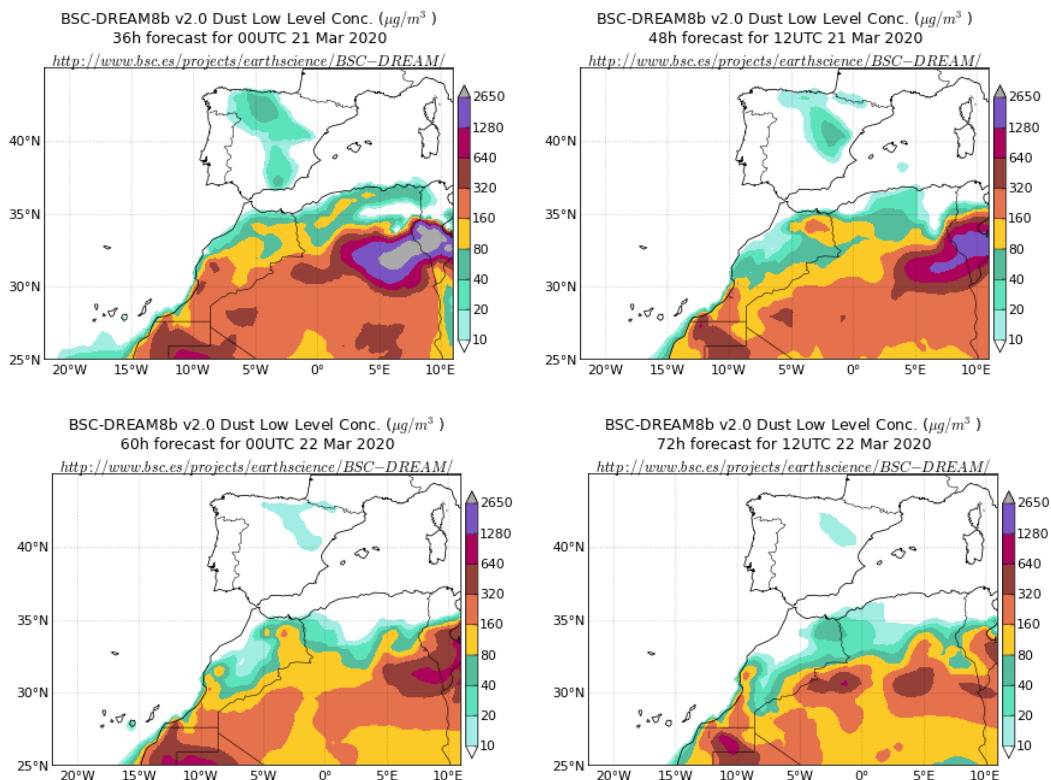 BSC-DREAM8b v2.0 Dust Low Level Conc. (μg/m³ )
36h forecast for 00UTC 21 Mar 2020
http://www.bsc.es/projects/earthscience/BSC−DREAM/
40°N
35°N
30°N
25°N
20°W 15°W 10°W 5°W 0° 5°E 10°E
2650
1280
640
320
160
80
40
20
10
BSC-DREAM8b v2.0 Dust Low Level Conc. (μg/m³ )
48h forecast for 12UTC 21 Mar 2020
http://www.bsc.es/projects/earthscience/BSC−DREAM/
40°N
35°N
30°N
25°N
20°W 15°W 10°W 5°W 0° 5°E 10°E
2650
1280
640
320
160
80
40
20
10
BSC-DREAM8b v2.0 Dust Low Level Conc. (μg/m³ )
60h forecast for 00UTC 22 Mar 2020
http://www.bsc.es/projects/earthscience/BSC−DREAM/
40°N
35°N
30°N
25°N
20°W 15°W 10°W 5°W 0° 5°E 10°E
2650
1280
640
320
160
80
40
20
10
BSC-DREAM8b v2.0 Dust Low Level Conc. (μg/m³ )
72h forecast for 12UTC 22 Mar 2020
http://www.bsc.es/projects/earthscience/BSC−DREAM/
40°N
35°N
30°N
25°N
20°W 15°W 10°W 5°W 0° 5°E 10°E
2650
1280
640
320
160
80
40
20
10